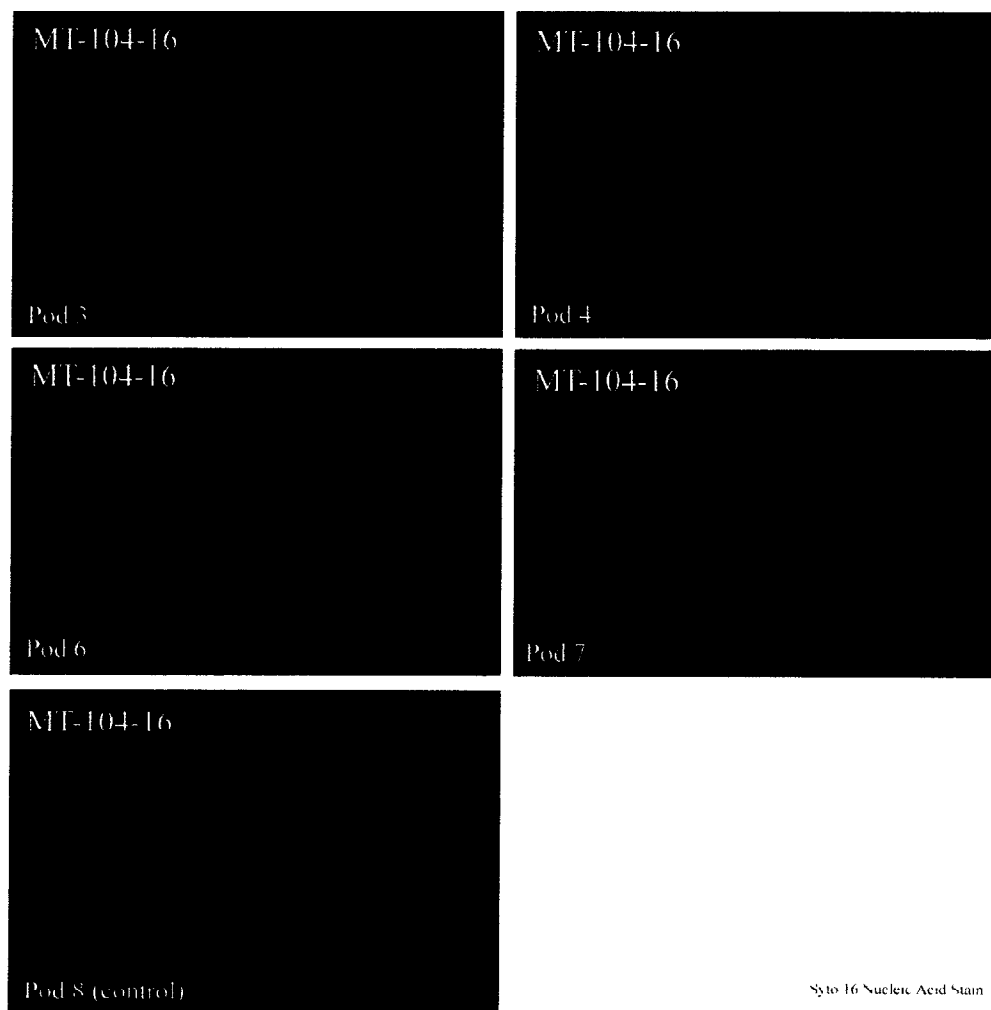 MT-104-16
MT-104-16
Pod 3
Pod 4
MT-104-16
MT-104-16
Pod 6
Pod 7
MT-104-16
Pod 8 (control)
Syto 16 Nucleic Acid Stain